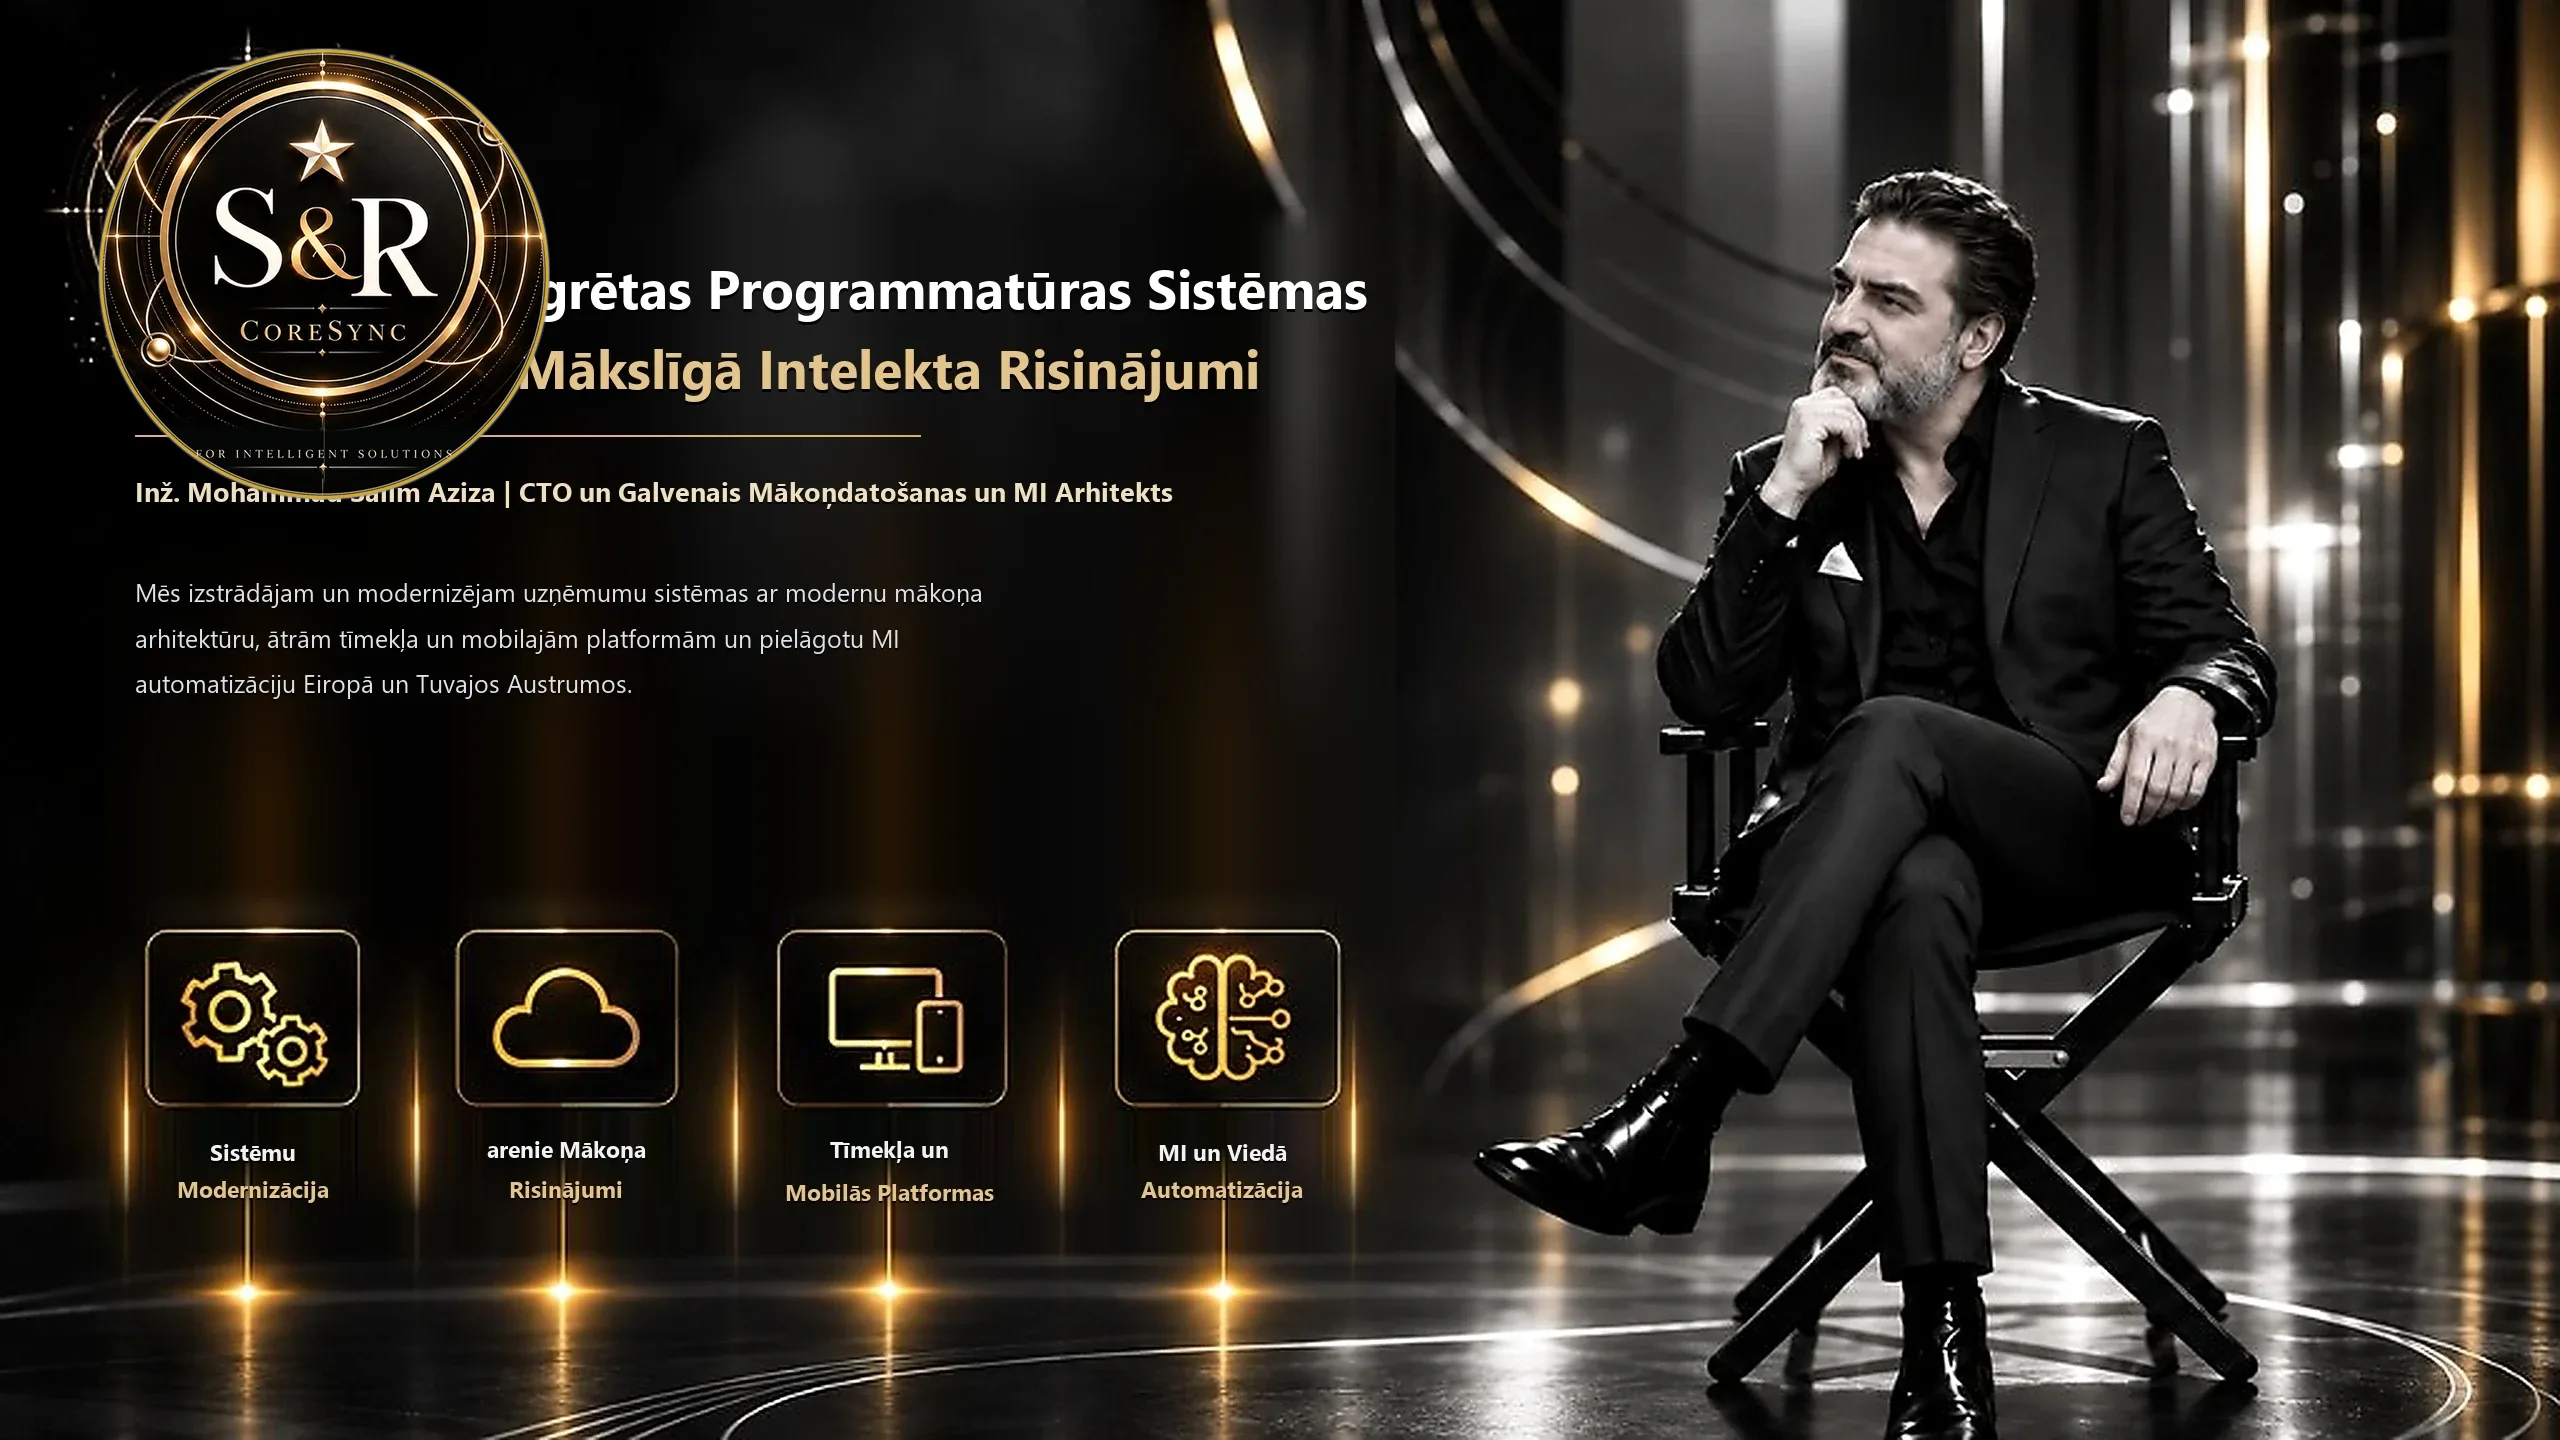 S&R
CORESYNC
FOR INTELLIGENT SOLUTIONS
grētas Programmatūras Sistēmas
Mākslīgā Intelekta Risinājumi
Inž. Mohammad Salim Aziza | CTO un Galvenais Mākoņdatošanas un MI Arhitekts
Mēs izstrādājam un modernizējam uzņēmumu sistēmas ar modernu mākoņa
arhitektūru, ātrām tīmekļa un mobilajām platformām un pielāgotu MI
automatizāciju Eiropā un Tuvajos Austrumos.
Sistēmu
Modernizācija
arenie Mākoņa
Risinājumi
Tīmekļa un
Mobilās Platformas
MI un Viedā
Automatizācija